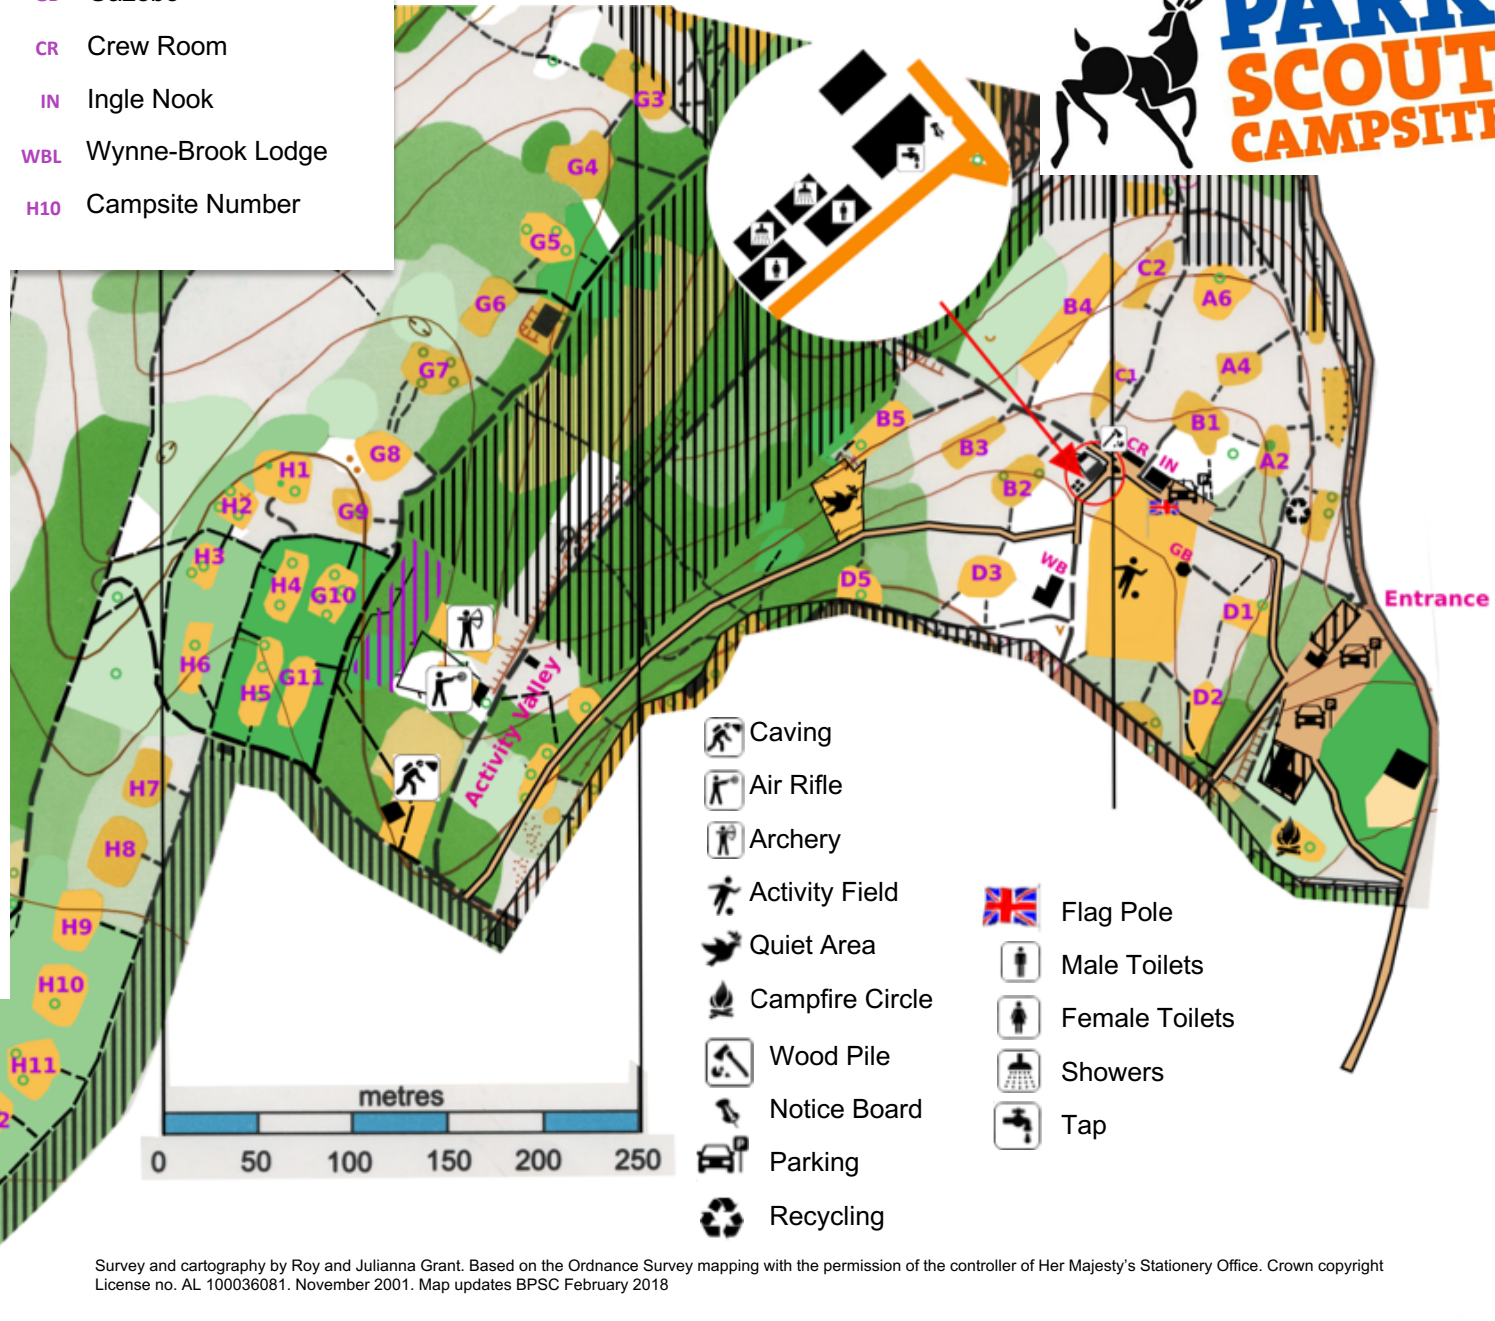 CR Crew Room
IN Ingle Nook
WBL Wynne-Brook Lodge
H10 Campsite Number
PARK
SCOUT
CAMPSITE
G3
G4
G5
G6
G7
G8
G9
H1
H2
H3
H4
G10
H6
H5
G11
H7
H8
H9
H10
H11
2
C2
B4
A6
C1
A4
B5
B3
B1
CR
IN
A2
B2
GB
WB
D5
D3
D1
D2
Entrance
Activity Valley
Caving
Air Rifle
Archery
Activity Field
Quiet Area
Campfire Circle
Wood Pile
Notice Board
Parking
Recycling
Flag Pole
Male Toilets
Female Toilets
Showers
Tap
metres
0 50 100 150 200 250
Survey and cartography by Roy and Julianna Grant. Based on the Ordnance Survey mapping with the permission of the controller of Her Majesty's Stationery Office. Crown copyright
License no. AL 100036081. November 2001. Map updates BPSC February 2018